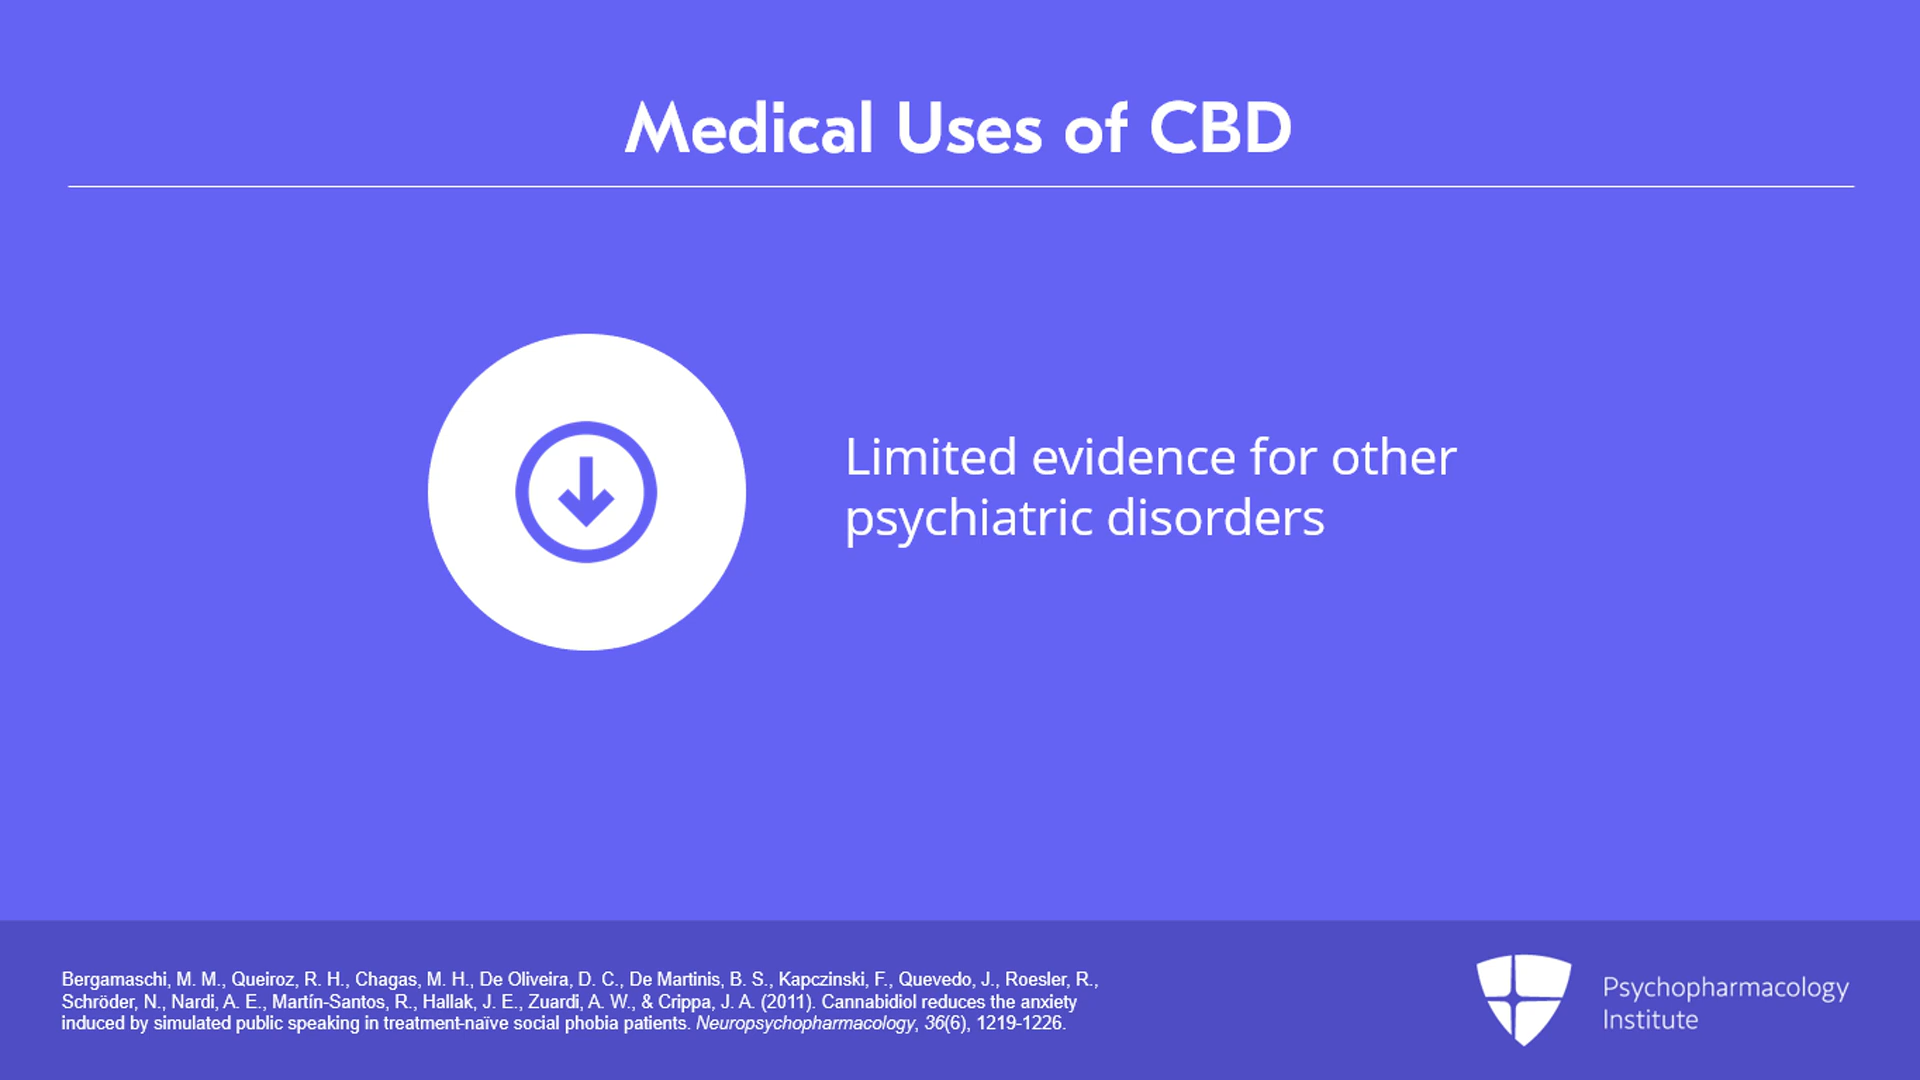 Medical Uses of CBD
Limited evidence for other
psychiatric disorders
Bergamaschi, M. M., Queiroz, R. H., Chagas, M. H., De Oliveira, D. C., De Martinis, B. S., Kapczinski, F., Quevedo, J., Roesler, R.,
Schröder, N., Nardi, A. E., Martín-Santos, R., Hallak, J. E., Zuardi, A. W., & Crippa, J. A. (2011). Cannabidiol reduces the anxiety
induced by simulated public speaking in treatment-naïve social phobia patients. Neuropsychopharmacology, 36(6), 1219-1226.
Psychopharmacology
Institute